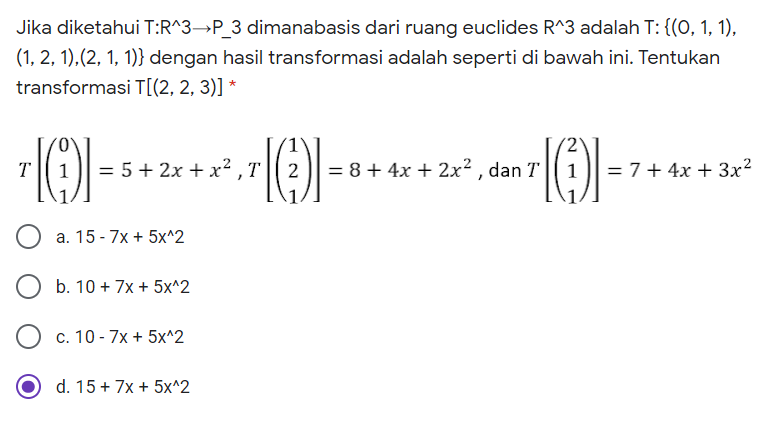 Jika diketahui T:R^3→P_3 dimanabasis dari ruang euclides R^3 adalah T: {(0, 1, 1),
(1, 2, 1),(2, 1, 1)} dengan hasil transformasi adalah seperti di bawah ini. Tentukan
transformasi T[(2, 2, 3)] *
T[(0 1 1)] = 5 + 2x + x² , T[(1 2 1)] = 8 + 4x + 2x² , dan T[(2 1 1)] = 7 + 4x + 3x²
a. 15 - 7x + 5x^2
b. 10 + 7x + 5x^2
c. 10 - 7x + 5x^2
d. 15 + 7x + 5x^2